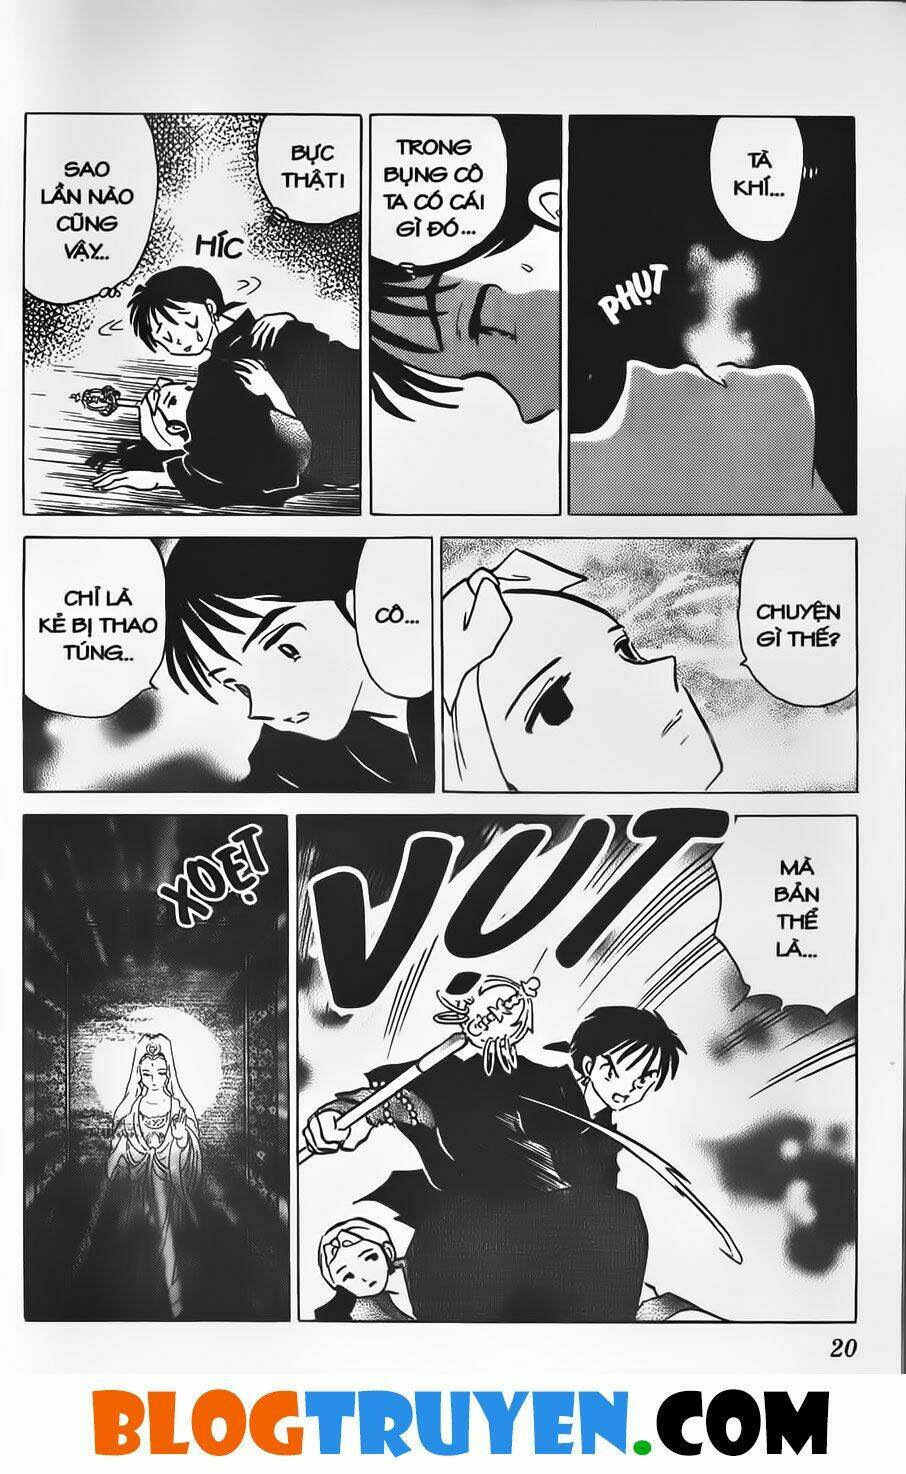 TÀ
KHÍ...
PHỤT
TRONG
BỤNG CÔ
TA CÓ CÁI
GÌ ĐÓ...
BỰC
THẬT!
SAO
LẦN NÀO
CŨNG
VẬY...
HÍC
CHUYỆN
GÌ THẾ?
CÔ...
CHỈ LÀ
KẺ BỊ THAO
TÚNG...
MÀ
BẢN
THỂ
LÀ...
VỤT
XOẸT
20
BLOGTRUYEN.COM